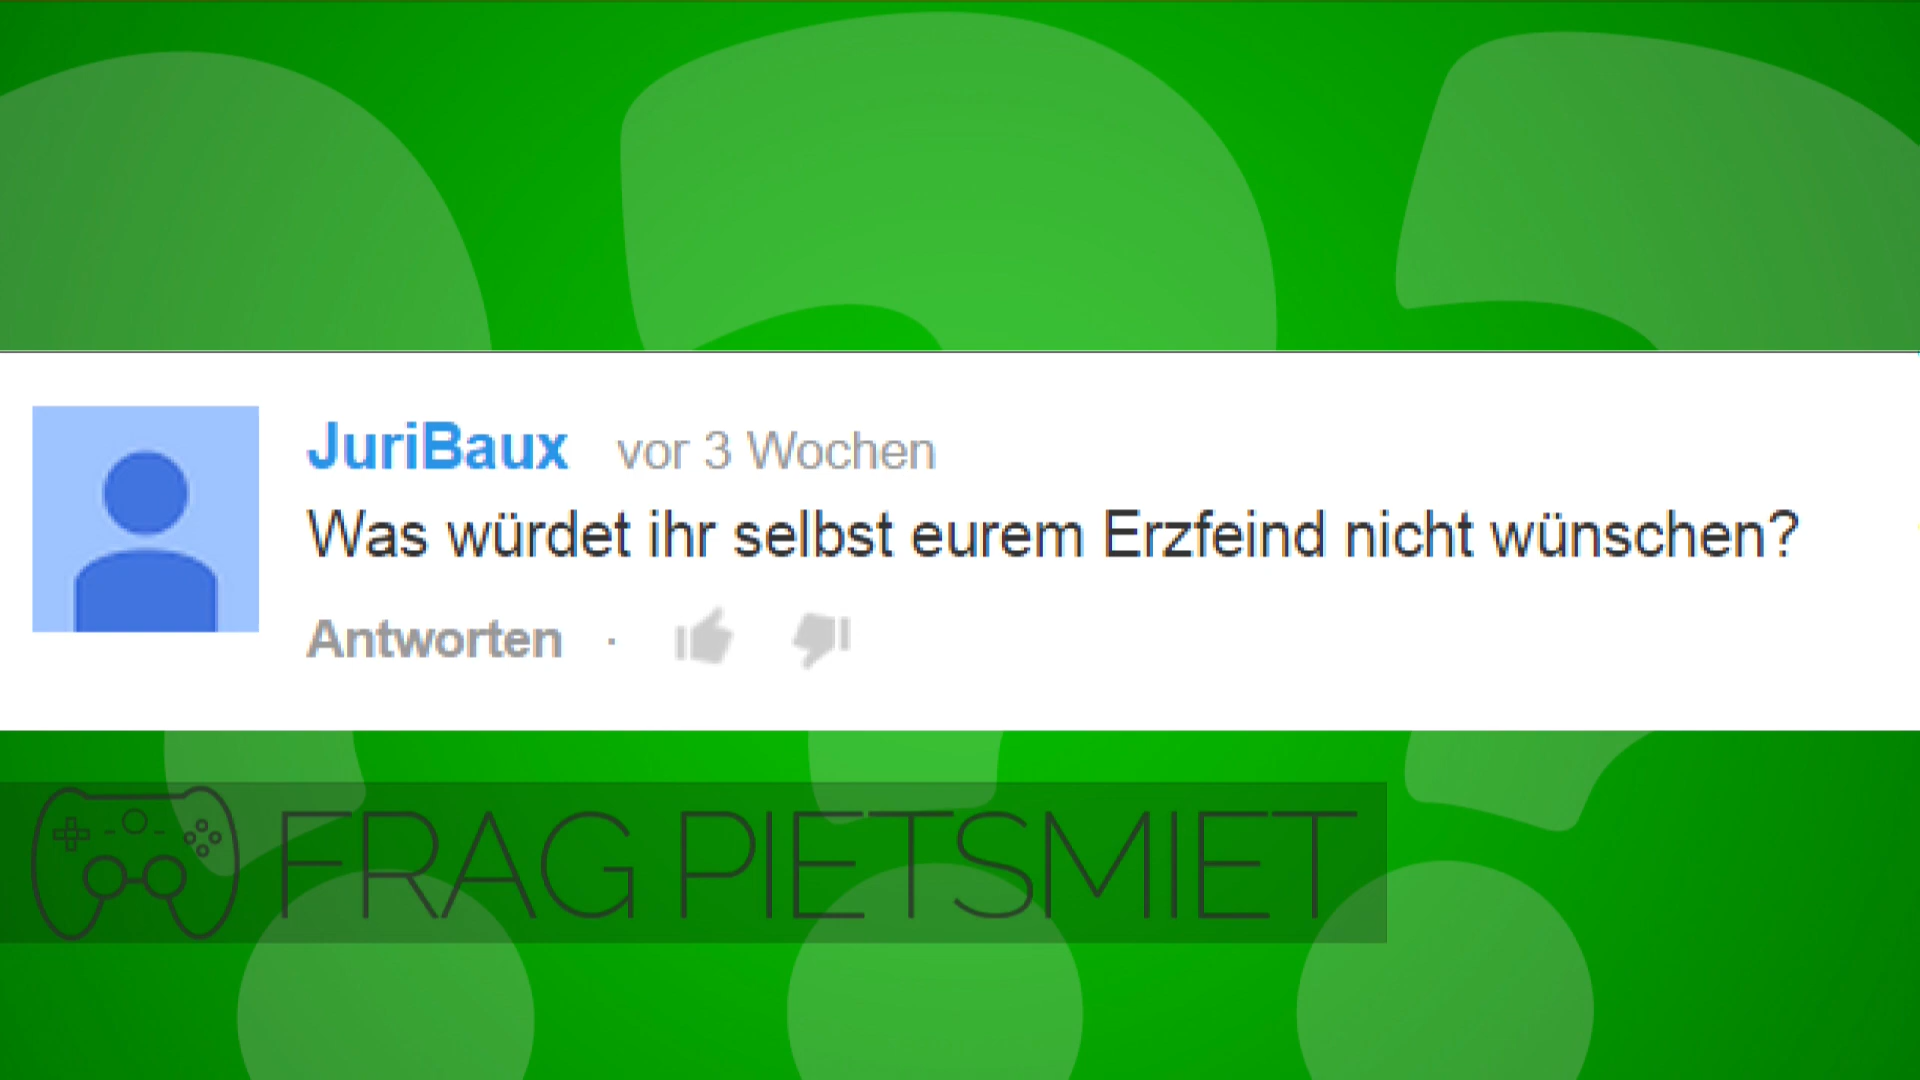 JuriBaux vor 3 Wochen
Was würdet ihr selbst eurem Erzfeind nicht wünschen?
Antworten ·
FRAG PIETSMIET